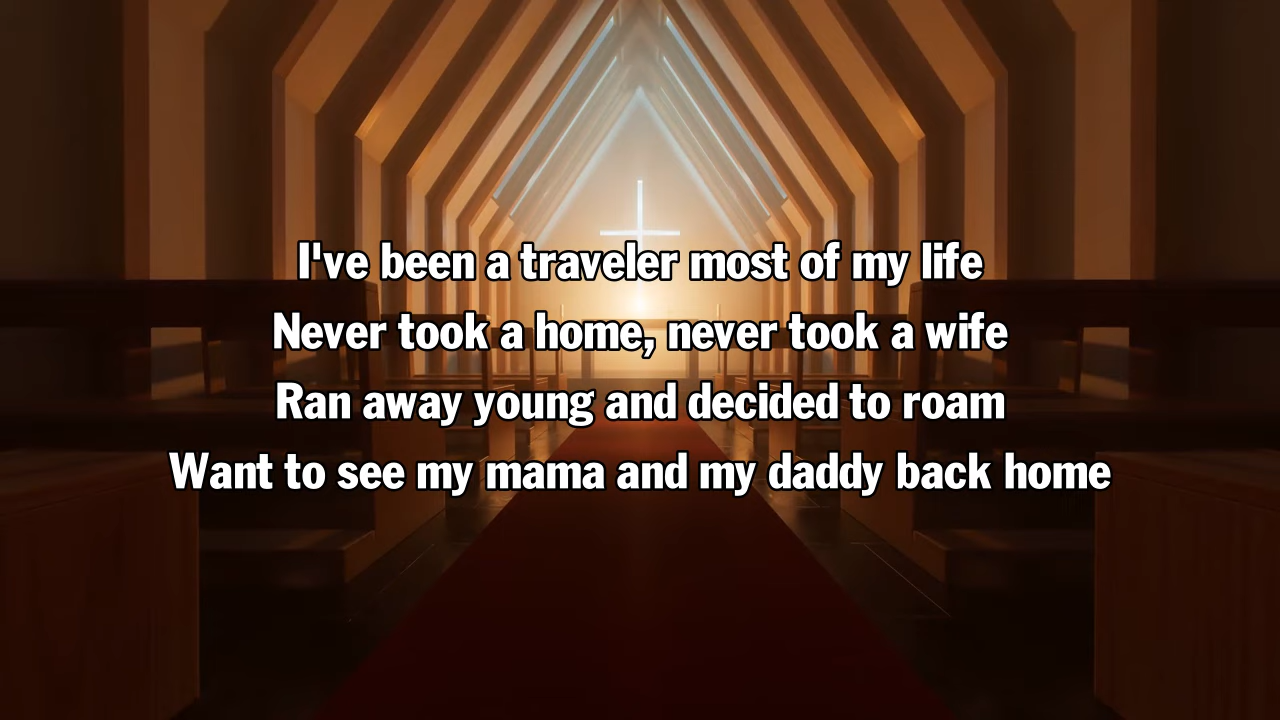 I've been a traveler most of my life
Never took a home, never took a wife
Ran away young and decided to roam
Want to see my mama and my daddy back home